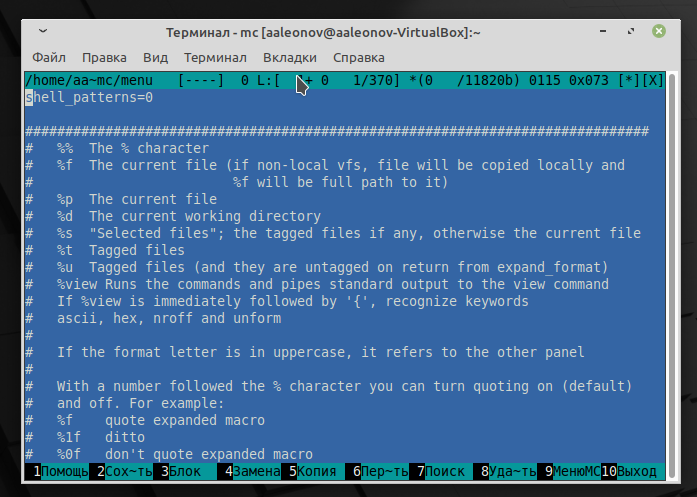 Терминал - mc [aaleonov@aaleonov-VirtualBox]:~
Файл Правка Вид Терминал Вкладки Справка
/home/aa~mc/menu [----] 0 L:[ 1+ 0 1/370] *(0 /11820b) 0115 0x073 [*][X]
shell_patterns=0
##############################################################################
# %% The % character
# %f The current file (if non-local vfs, file will be copied locally and
# %f will be full path to it)
# %p The current file
# %d The current working directory
# %s "Selected files"; the tagged files if any, otherwise the current file
# %t Tagged files
# %u Tagged files (and they are untagged on return from expand_format)
# %view Runs the commands and pipes standard output to the view command
# If %view is immediately followed by '{', recognize keywords
# ascii, hex, nroff and unform
#
# If the format letter is in uppercase, it refers to the other panel
#
# With a number followed the % character you can turn quoting on (default)
# and off. For example:
# %f quote expanded macro
# %1f ditto
# %0f don't quote expanded macro
1Помощь 2Сох~ть 3Блок 4Замена 5Копия 6Пер~ть 7Поиск 8Уда~ть 9МенюMC 10Выход